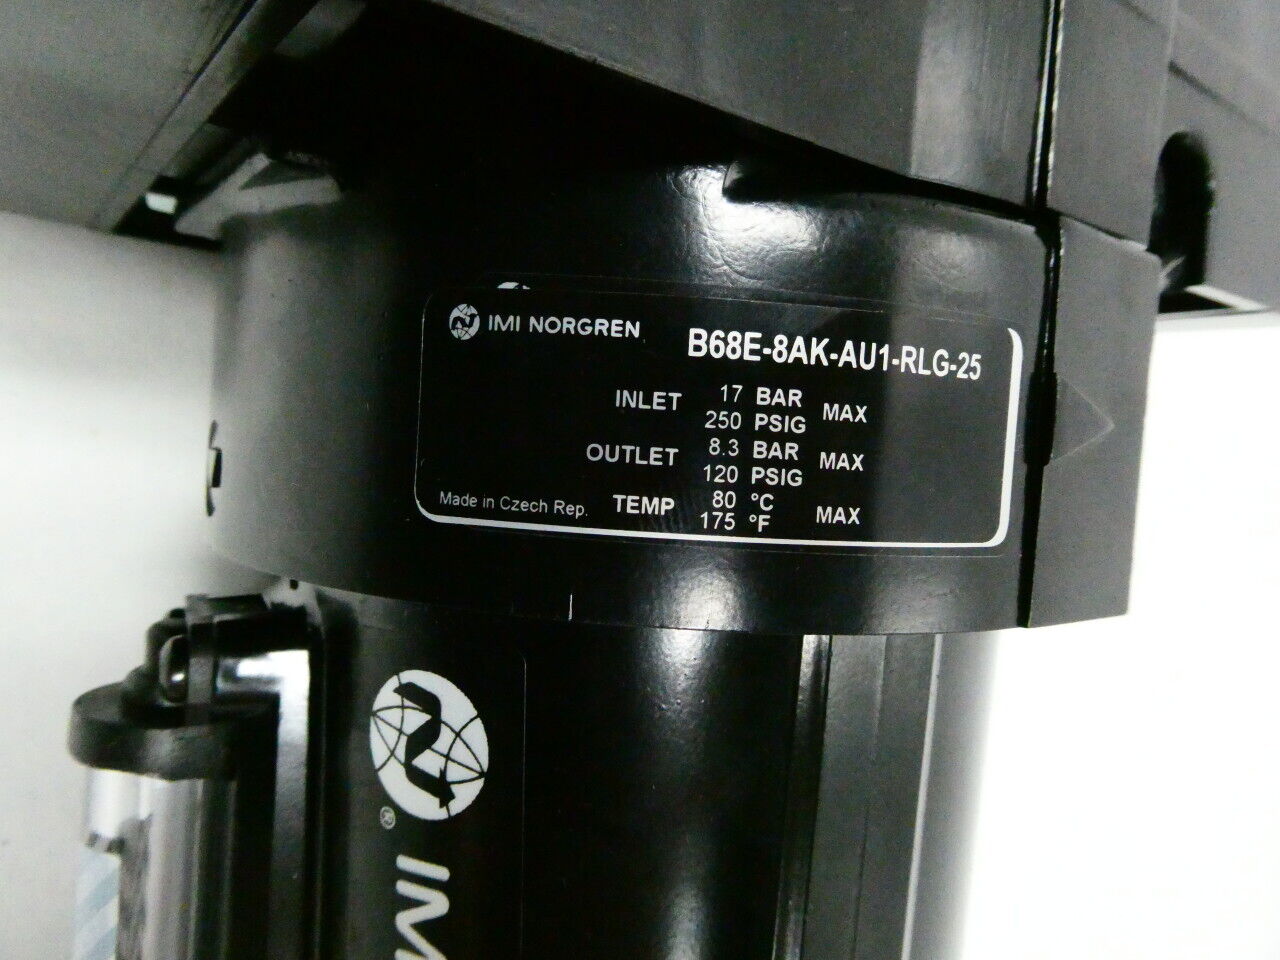 IMI NORGREN B68E-8AK-AU1-RLG-25
INLET 17 BAR MAX
250 PSIG
OUTLET 8.3 BAR MAX
120 PSIG
Made in Czech Rep. TEMP 80 °C MAX
175 °F
N
®
IM